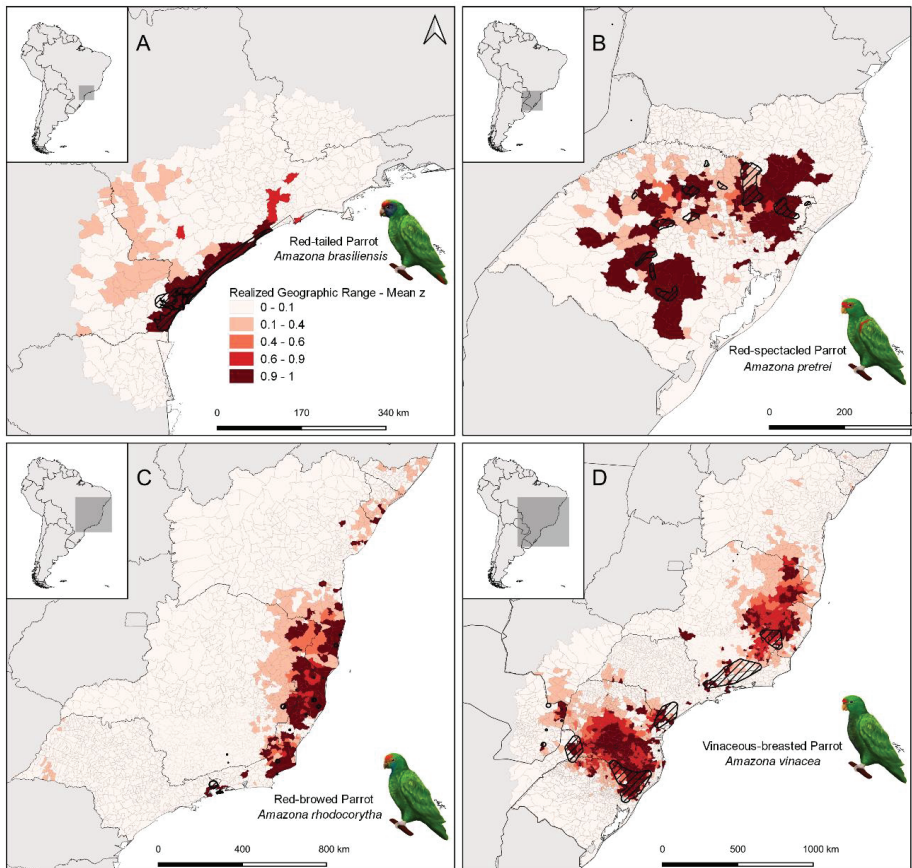 A
Red-tailed Parrot
Amazona brasiliensis
Realized Geographic Range - Mean z
0 - 0.1
0.1 - 0.4
0.4 - 0.6
0.6 - 0.9
0.9 - 1
0 170 340 km
B
Red-spectacled Parrot
Amazona pretrei
0 200
C
Red-browed Parrot
Amazona rhodocorytha
0 400 800 km
D
Vinaceous-breasted Parrot
Amazona vinacea
0 500 1000 km